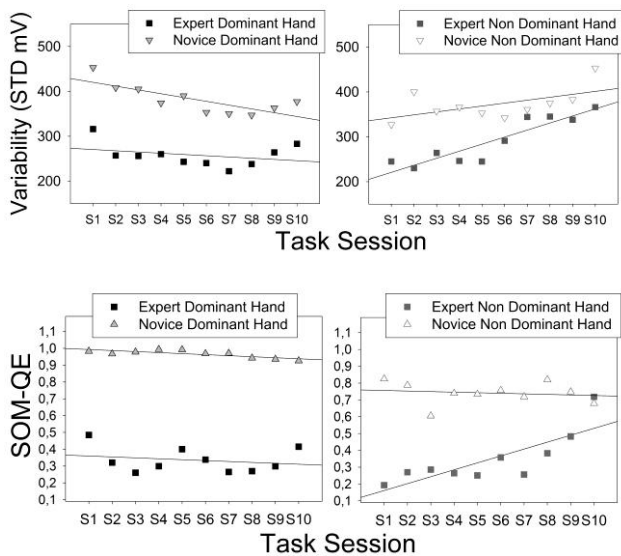 Expert Dominant Hand
Novice Dominant Hand
Expert Non Dominant Hand
Novice Non Dominant Hand
Variability (STD mV)
500
400
300
200
500
400
300
200
S1 S2 S3 S4 S5 S6 S7 S8 S9 S10
S1 S2 S3 S4 S5 S6 S7 S8 S9 S10
Task Session
Expert Dominant Hand
Novice Dominant Hand
Expert Non Dominant Hand
Novice Non Dominant Hand
SOM-QE
1,1
1,0
0,9
0,8
0,7
0,6
0,5
0,4
0,3
0,2
0,1
1,1
1,1
0,9
0,8
0,7
0,6
0,5
0,4
0,3
0,2
0,1
S1 S2 S3 S4 S5 S6 S7 S8 S9 S10
S1 S2 S3 S4 S5 S6 S7 S8 S9 S10
Task Session